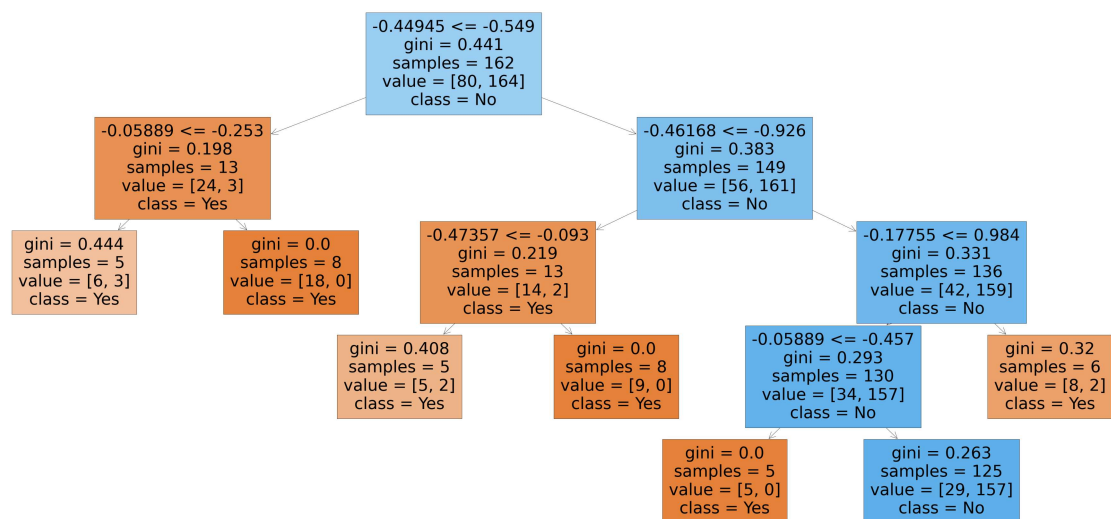 -0.44945 <= -0.549
gini = 0.441
samples = 162
value = [80, 164]
class = No
-0.05889 <= -0.253
gini = 0.198
samples = 13
value = [24, 3]
class = Yes
-0.46168 <= -0.926
gini = 0.383
samples = 149
value = [56, 161]
class = No
gini = 0.444
samples = 5
value = [6, 3]
class = Yes
gini = 0.0
samples = 8
value = [18, 0]
class = Yes
-0.47357 <= -0.093
gini = 0.219
samples = 13
value = [14, 2]
class = Yes
-0.17755 <= 0.984
gini = 0.331
samples = 136
value = [42, 159]
class = No
gini = 0.408
samples = 5
value = [5, 2]
class = Yes
gini = 0.0
samples = 8
value = [9, 0]
class = Yes
-0.05889 <= -0.457
gini = 0.293
samples = 130
value = [34, 157]
class = No
gini = 0.32
samples = 6
value = [8, 2]
class = Yes
gini = 0.0
samples = 5
value = [5, 0]
class = Yes
gini = 0.263
samples = 125
value = [29, 157]
class = No